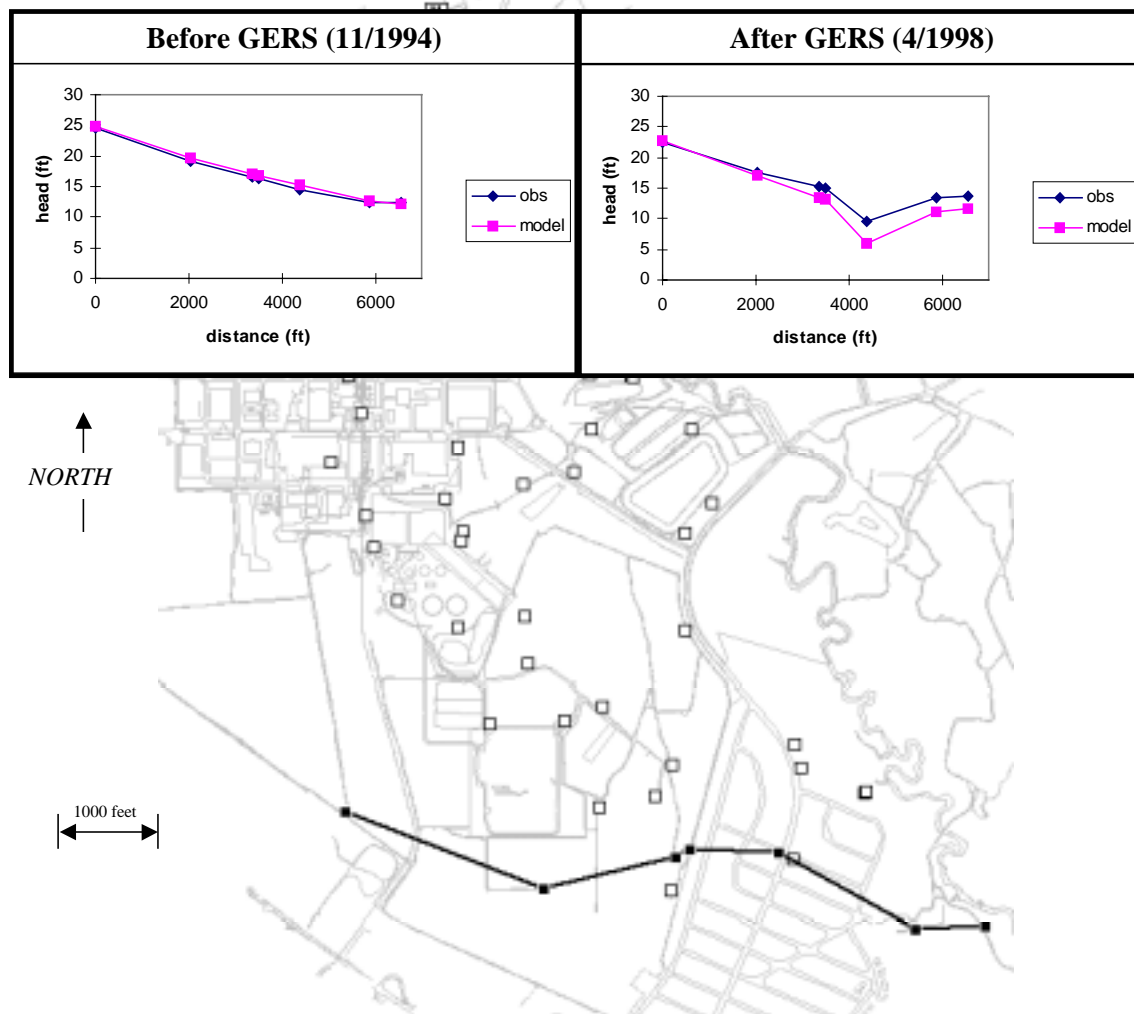 Before GERS (11/1994)
After GERS (4/1998)
30
25
20
15
10
5
0
head (ft)
0 2000 4000 6000
distance (ft)
obs
model
30
25
20
15
10
5
0
head (ft)
0 2000 4000 6000
distance (ft)
obs
model
NORTH
1000 feet